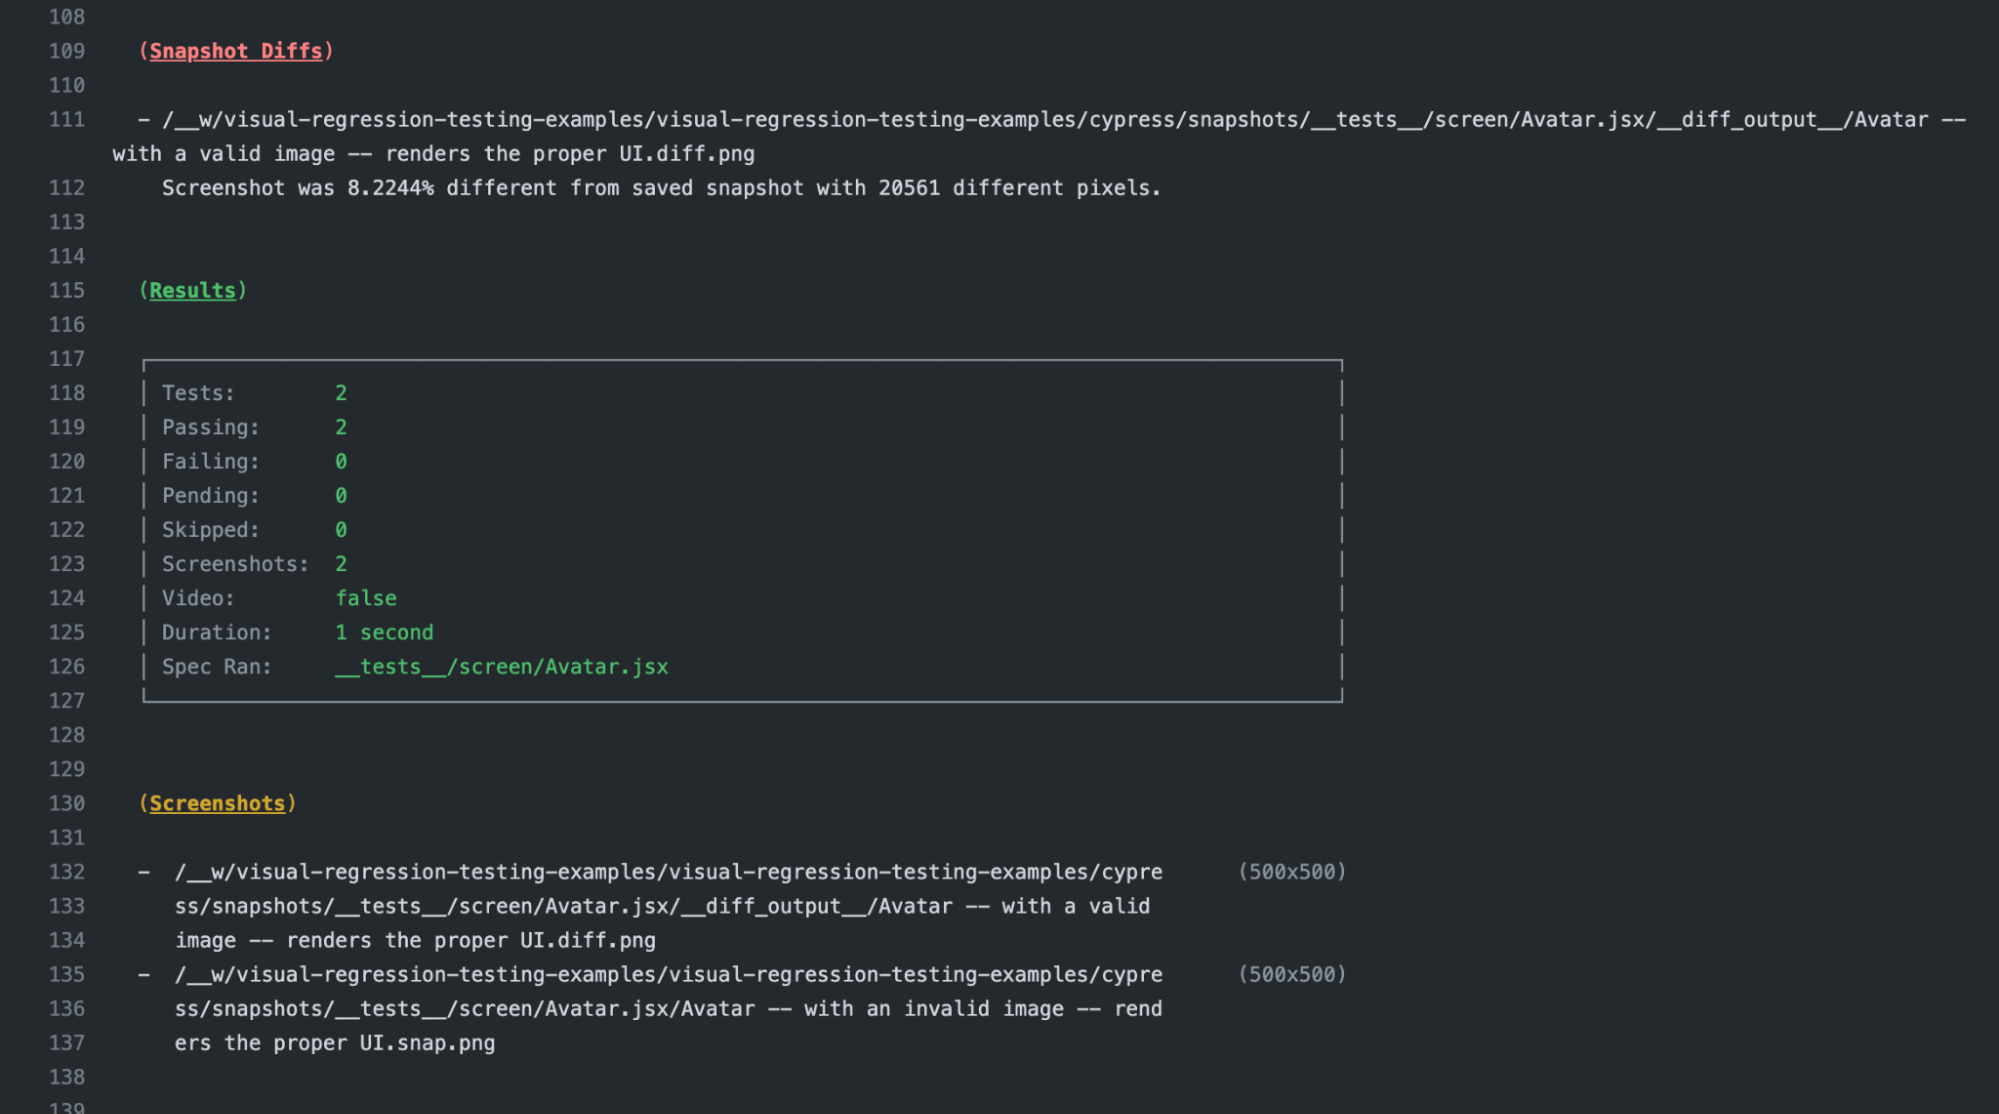 108
109 (Snapshot Diffs)
110
111 - /__w/visual-regression-testing-examples/visual-regression-testing-examples/cypress/snapshots/__tests__/screen/Avatar.jsx/__diff_output__/Avatar --
with a valid image -- renders the proper UI.diff.png
112 Screenshot was 8.2244% different from saved snapshot with 20561 different pixels.
113
114
115 (Results)
116
117
118 Tests: 2
119 Passing: 2
120 Failing: 0
121 Pending: 0
122 Skipped: 0
123 Screenshots: 2
124 Video: false
125 Duration: 1 second
126 Spec Ran: __tests__/screen/Avatar.jsx
127
128
129
130 (Screenshots)
131
132 - /__w/visual-regression-testing-examples/visual-regression-testing-examples/cypre (500x500)
133 ss/snapshots/__tests__/screen/Avatar.jsx/__diff_output__/Avatar -- with a valid
134 image -- renders the proper UI.diff.png
135 - /__w/visual-regression-testing-examples/visual-regression-testing-examples/cypre (500x500)
136 ss/snapshots/__tests__/screen/Avatar.jsx/Avatar -- with an invalid image -- rend
137 ers the proper UI.snap.png
138
139